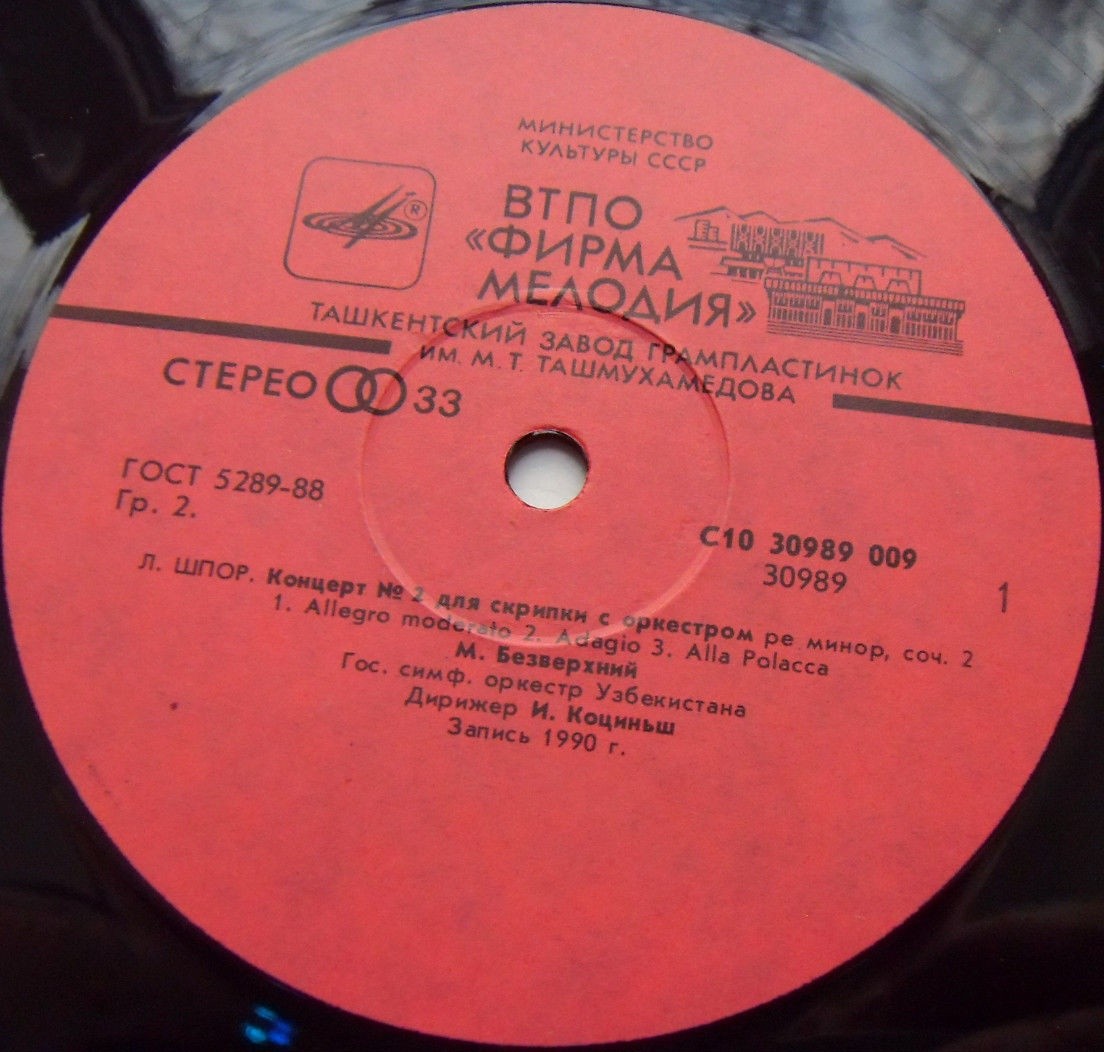 МИНИСТЕРСТВО
КУЛЬТУРЫ СССР
ВТПО
«ФИРМА
МЕЛОДИЯ»
®
ТАШКЕНТСКИЙ ЗАВОД ГРАМПЛАСТИНОК
ИМ. М. Т. ТАШМУХАМЕДОВА
СТЕРЕО 33
ГОСТ 5289-88
Гр. 2.
С10 30989 009
30989
1
Л. ШПОР. Концерт № 2 для скрипки с оркестром ре минор, соч. 2
1. Allegro moderato 2. Adagio 3. Alla Polacca
М. Безверхний
Гос. симф. оркестр Узбекистана
Дирижер И. Коциньш
Запись 1990 г.